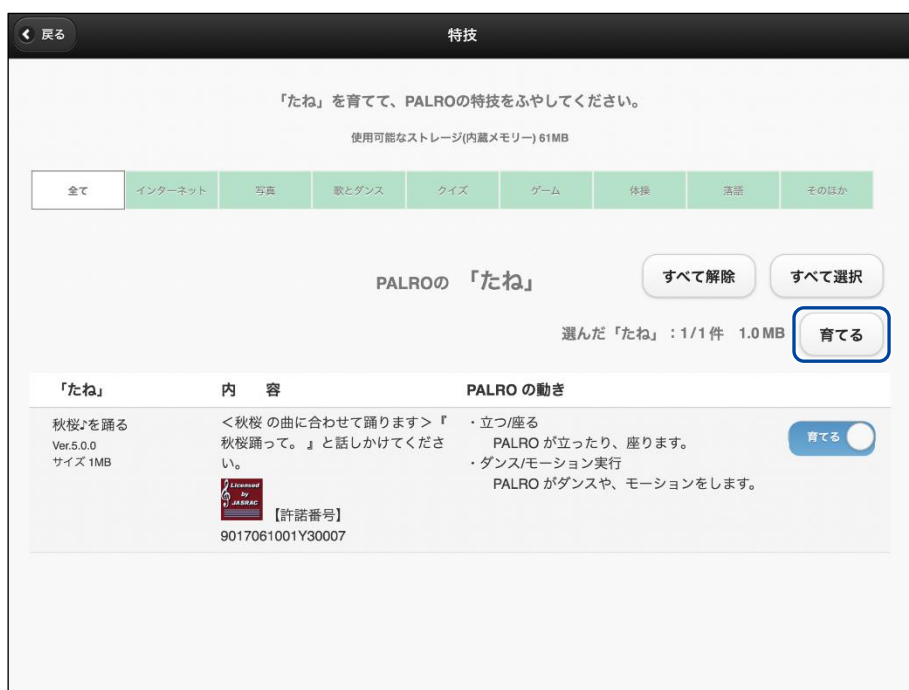 戻る
特技
「たね」を育てて、PALROの特技をふやしてください。
使用可能なストレージ(内蔵メモリー) 61MB
全て インターネット 写真 歌とダンス クイズ ゲーム 体操 落語 そのほか
PALROの 「たね」 すべて解除 すべて選択
選んだ「たね」：1/1件 1.0MB 育てる
「たね」 内 容 PALRO の動き
秋桜♪を踊る
Ver.5.0.0
サイズ 1MB
＜秋桜 の曲に合わせて踊ります＞『
秋桜踊って。』と話しかけてくださ
い。
Licensed
by
JASRAC
【許諾番号】
9017061001Y30007
・立つ/座る
PALRO が立ったり、座ります。
・ダンス/モーション実行
PALRO がダンスや、モーションをします。
育てる